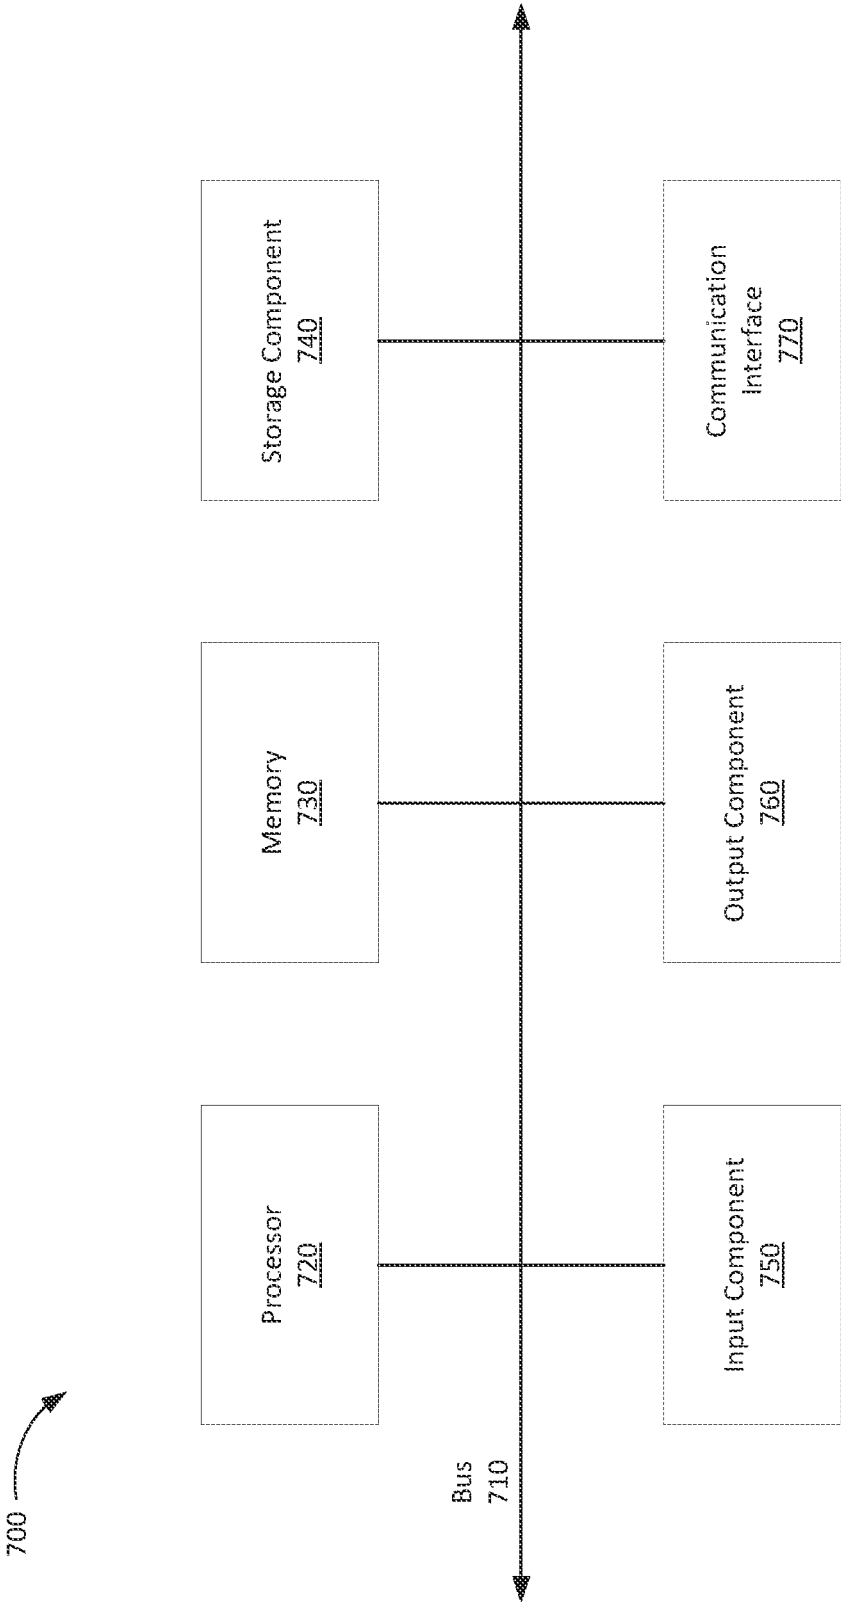 700
Bus
710
Processor
720
Memory
730
Storage Component
740
Input Component
750
Output Component
760
Communication
Interface
770